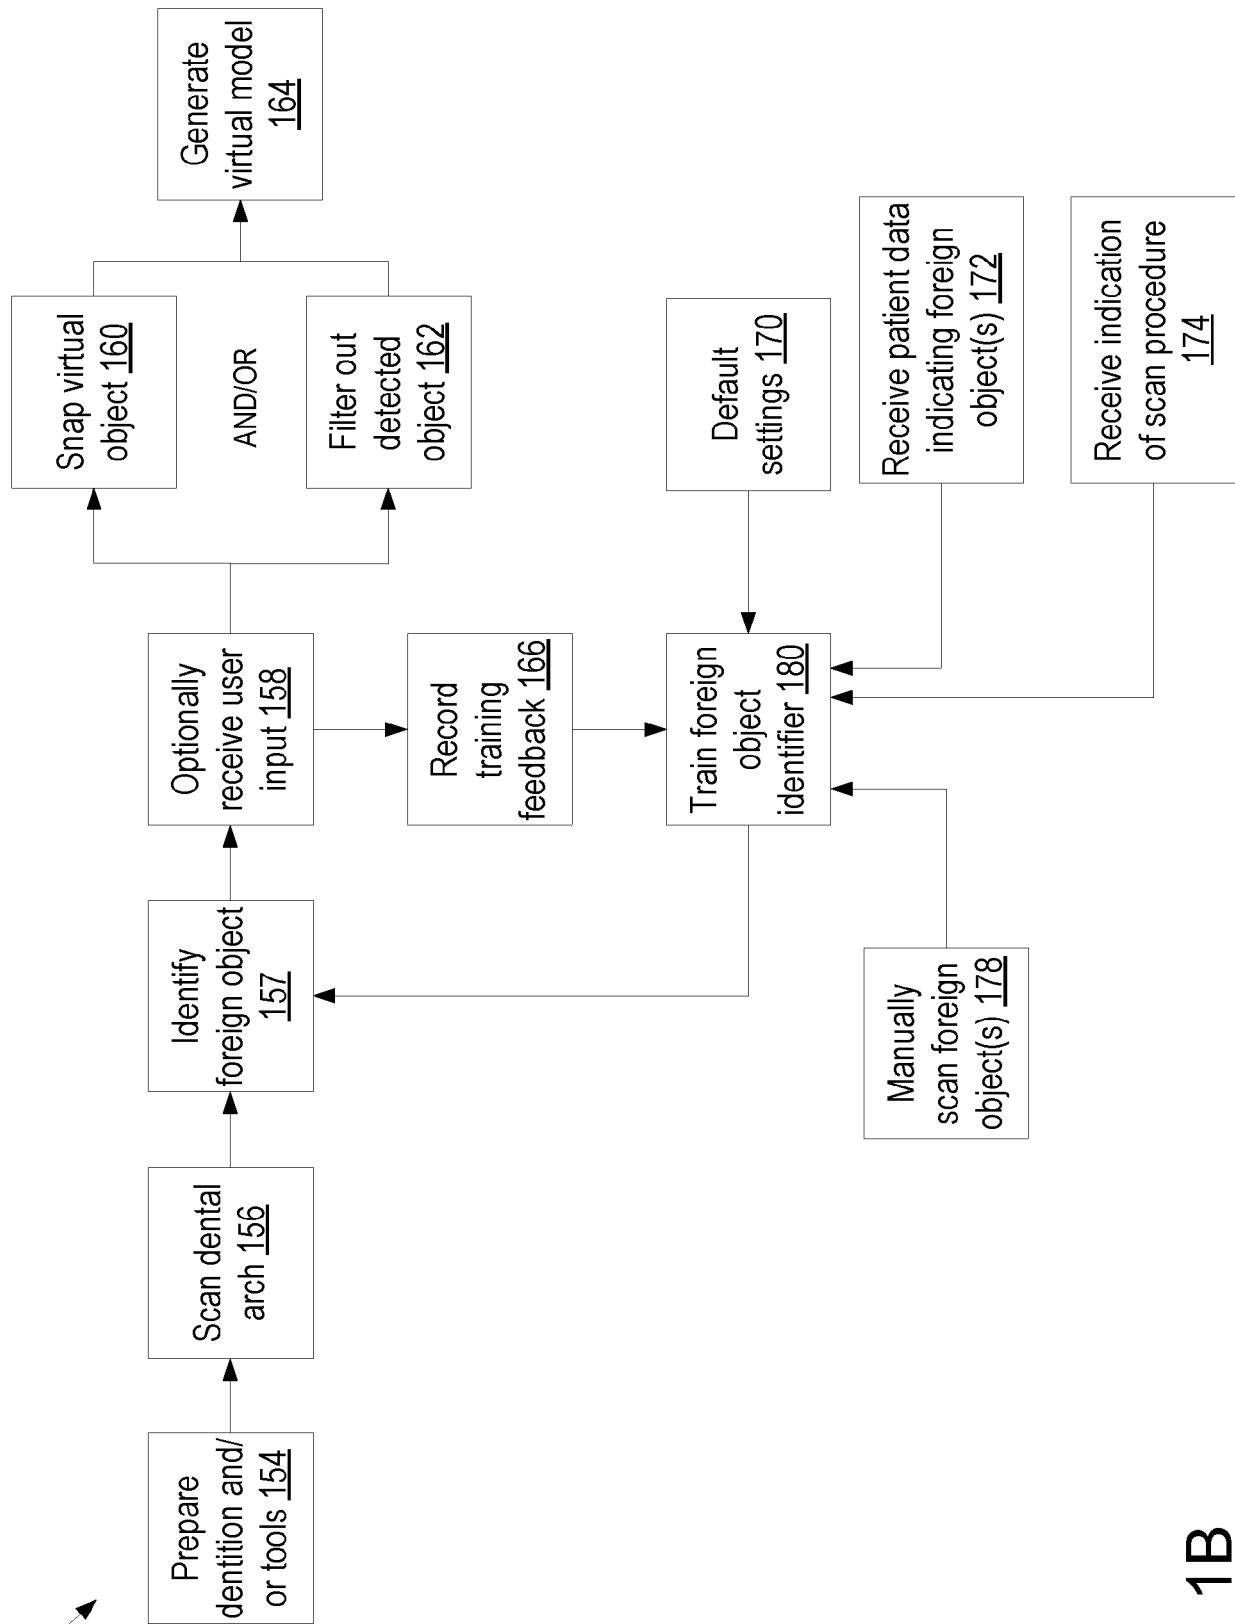 Prepare
dentition and/
or tools 154
Scan dental
arch 156
Identify
foreign object
157
Optionally
receive user
input 158
Snap virtual
object 160
AND/OR
Filter out
detected
object 162
Generate
virtual model
164
Record
training
feedback 166
Train foreign
object
identifier 180
Default
settings 170
Receive patient data
indicating foreign
object(s) 172
Receive indication
of scan procedure
174
Manually
scan foreign
object(s) 178
1B